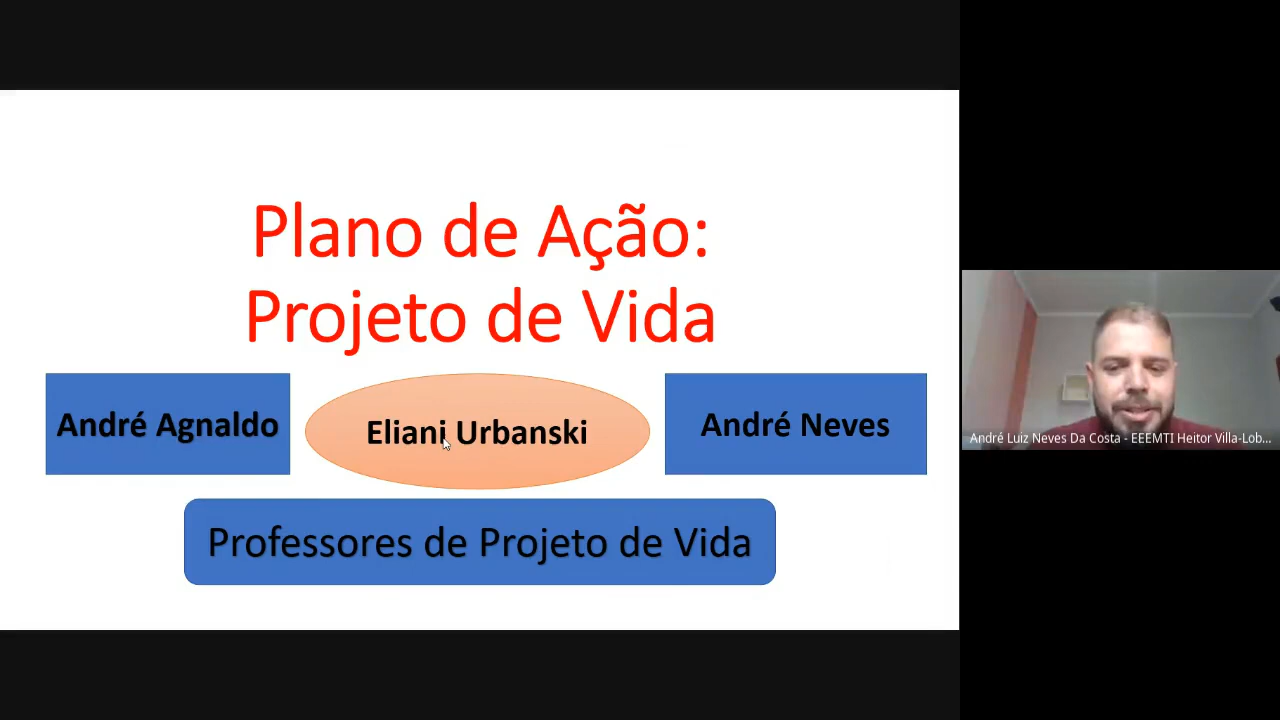 Plano de Ação:
Projeto de Vida
André Agnaldo
Eliani Urbanski
André Neves
Professores de Projeto de Vida
André Luiz Neves Da Costa - EEEMTI Heitor Villa-Lob...